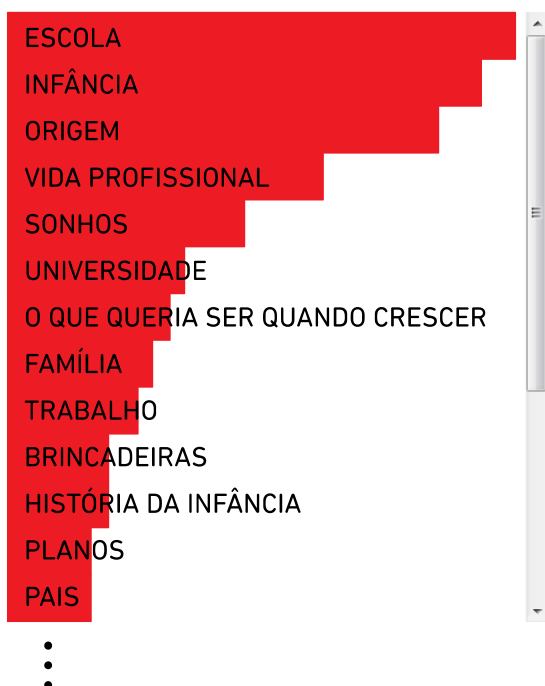 ESCOLA
INFÂNCIA
ORIGEM
VIDA PROFISSIONAL
SONHOS
UNIVERSIDADE
O QUE QUERIA SER QUANDO CRESCER
FAMÍLIA
TRABALHO
BRINCADEIRAS
HISTÓRIA DA INFÂNCIA
PLANOS
PAIS